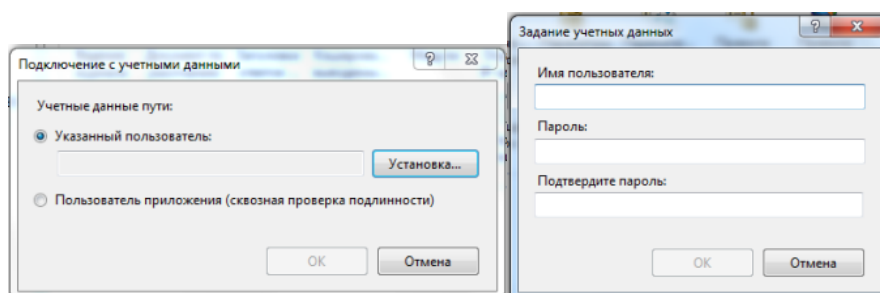 Подключение с учетными данными
Учетные данные пути:
Указанный пользователь:
Установка...
Пользователь приложения (сквозная проверка подлинности)
OK
Отмена
Задание учетных данных
Имя пользователя:
Пароль:
Подтвердите пароль:
OK
Отмена